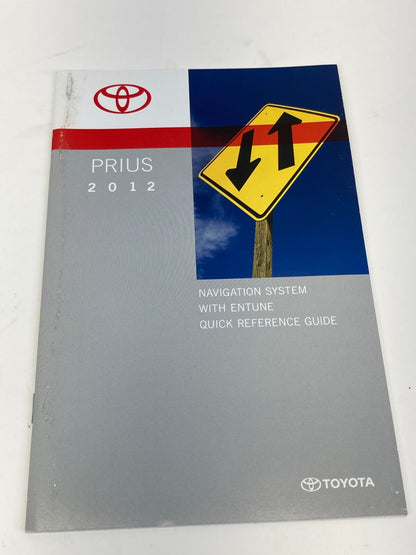 PRIUS
2012
NAVIGATION SYSTEM
WITH ENTUNE
QUICK REFERENCE GUIDE
TOYOTA